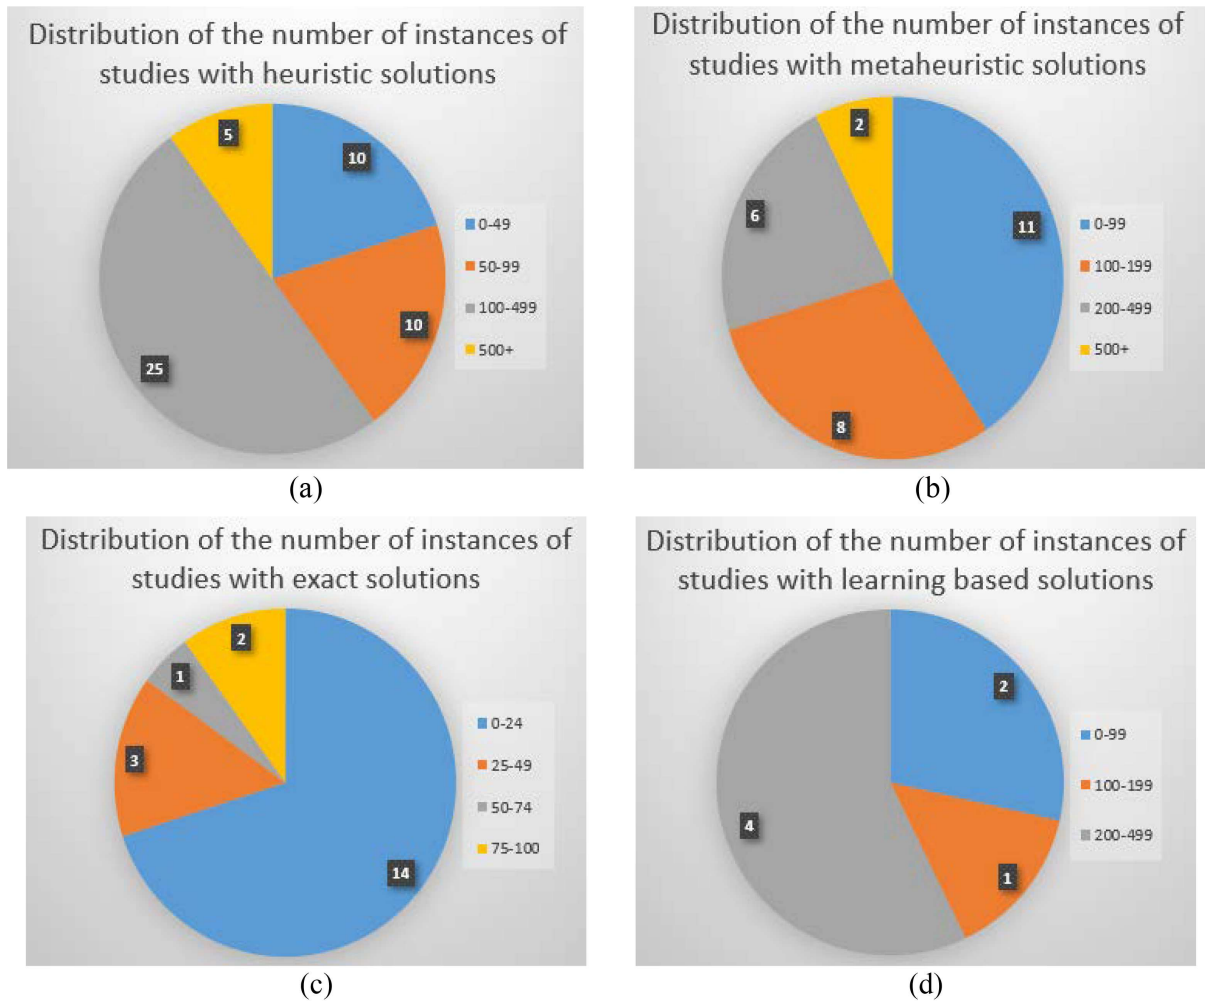 Distribution of the number of instances of
studies with heuristic solutions
5
10
10
25
0-49
50-99
100-499
500+
(a)
Distribution of the number of instances of
studies with metaheuristic solutions
2
6
11
8
0-99
100-199
200-499
500+
(b)
Distribution of the number of instances of
studies with exact solutions
2
1
3
14
0-24
25-49
50-74
75-100
(c)
Distribution of the number of instances of
studies with learning based solutions
2
4
1
0-99
100-199
200-499
(d)